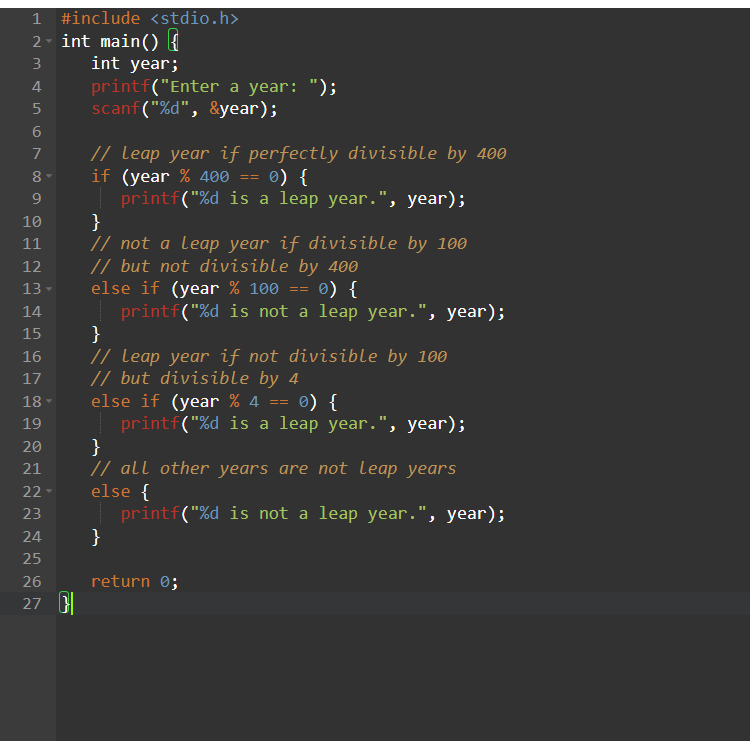 1 #include <stdio.h>
2 int main() {
3    int year;
4    printf("Enter a year: ");
5    scanf("%d", &year);
6
7    // leap year if perfectly divisible by 400
8    if (year % 400 == 0) {
9       printf("%d is a leap year.", year);
10    }
11    // not a leap year if divisible by 100
12    // but not divisible by 400
13    else if (year % 100 == 0) {
14       printf("%d is not a leap year.", year);
15    }
16    // leap year if not divisible by 100
17    // but divisible by 4
18    else if (year % 4 == 0) {
19       printf("%d is a leap year.", year);
20    }
21    // all other years are not leap years
22    else {
23       printf("%d is not a leap year.", year);
24    }
25
26    return 0;
27 }